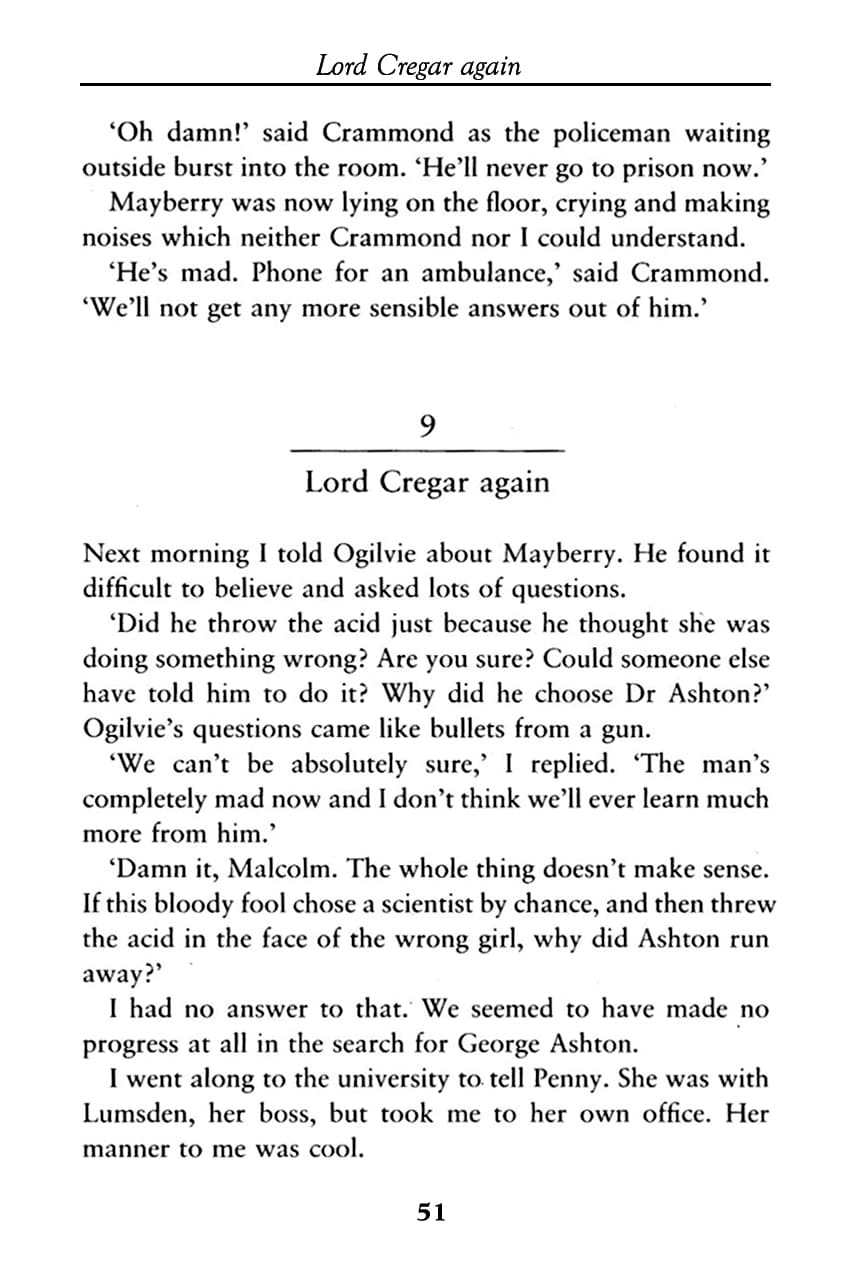 Lord Cregar again
‘Oh damn!’ said Crammond as the policeman waiting
outside burst into the room. ‘He’ll never go to prison now.’
Mayberry was now lying on the floor, crying and making
noises which neither Crammond nor I could understand.
‘He’s mad. Phone for an ambulance,’ said Crammond.
‘We’ll not get any more sensible answers out of him.’
9
Lord Cregar again
Next morning I told Ogilvie about Mayberry. He found it
difficult to believe and asked lots of questions.
‘Did he throw the acid just because he thought she was
doing something wrong? Are you sure? Could someone else
have told him to do it? Why did he choose Dr Ashton?’
Ogilvie’s questions came like bullets from a gun.
‘We can’t be absolutely sure,’ I replied. ‘The man’s
completely mad now and I don’t think we’ll ever learn much
more from him.’
‘Damn it, Malcolm. The whole thing doesn’t make sense.
If this bloody fool chose a scientist by chance, and then threw
the acid in the face of the wrong girl, why did Ashton run
away?’
I had no answer to that. We seemed to have made no
progress at all in the search for George Ashton.
I went along to the university to tell Penny. She was with
Lumsden, her boss, but took me to her own office. Her
manner to me was cool.
51